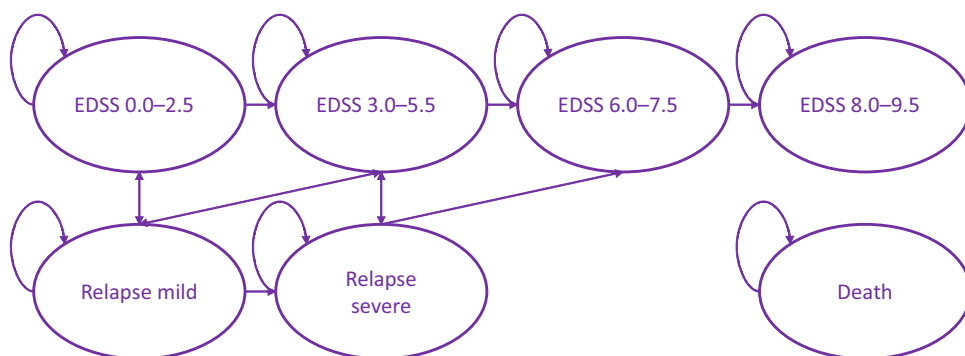 EDSS 0.0–2.5
EDSS 3.0–5.5
EDSS 6.0–7.5
EDSS 8.0–9.5
Relapse mild
Relapse
severe
Death